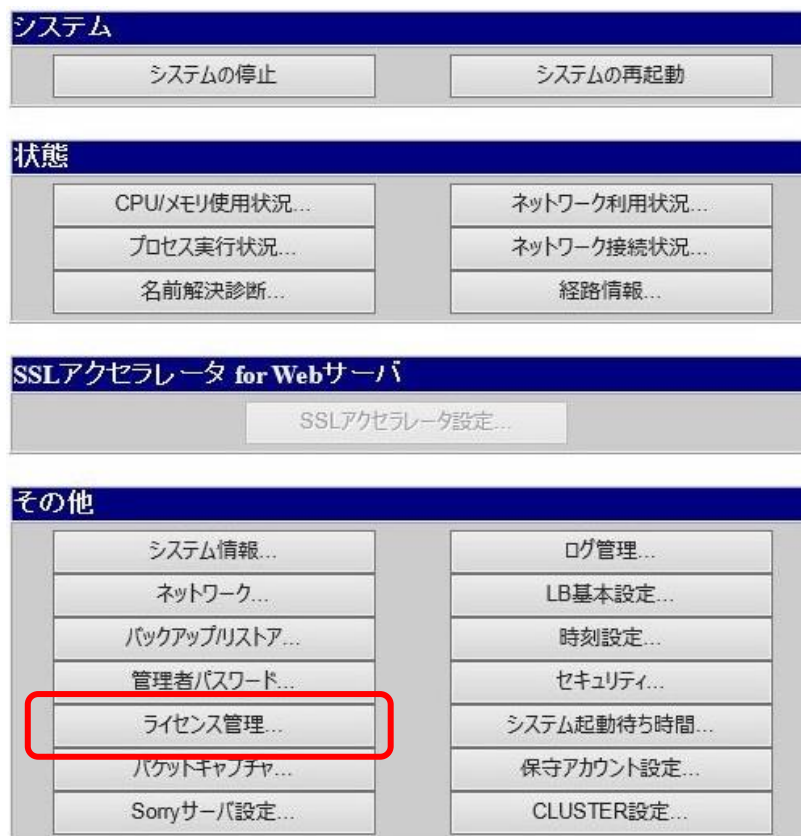 システム
システムの停止 システムの再起動
状態
CPU/メモリ使用状況... ネットワーク利用状況...
プロセス実行状況... ネットワーク接続状況...
名前解決診断... 経路情報...
SSLアクセラレータ for Webサーバ
SSLアクセラレータ設定...
その他
システム情報... ログ管理...
ネットワーク... LB基本設定...
バックアップ/リストア... 時刻設定...
管理者パスワード... セキュリティ...
ライセンス管理... システム起動待ち時間...
パケットキャプチャ... 保守アカウント設定...
Sorryサーバ設定... CLUSTER設定...